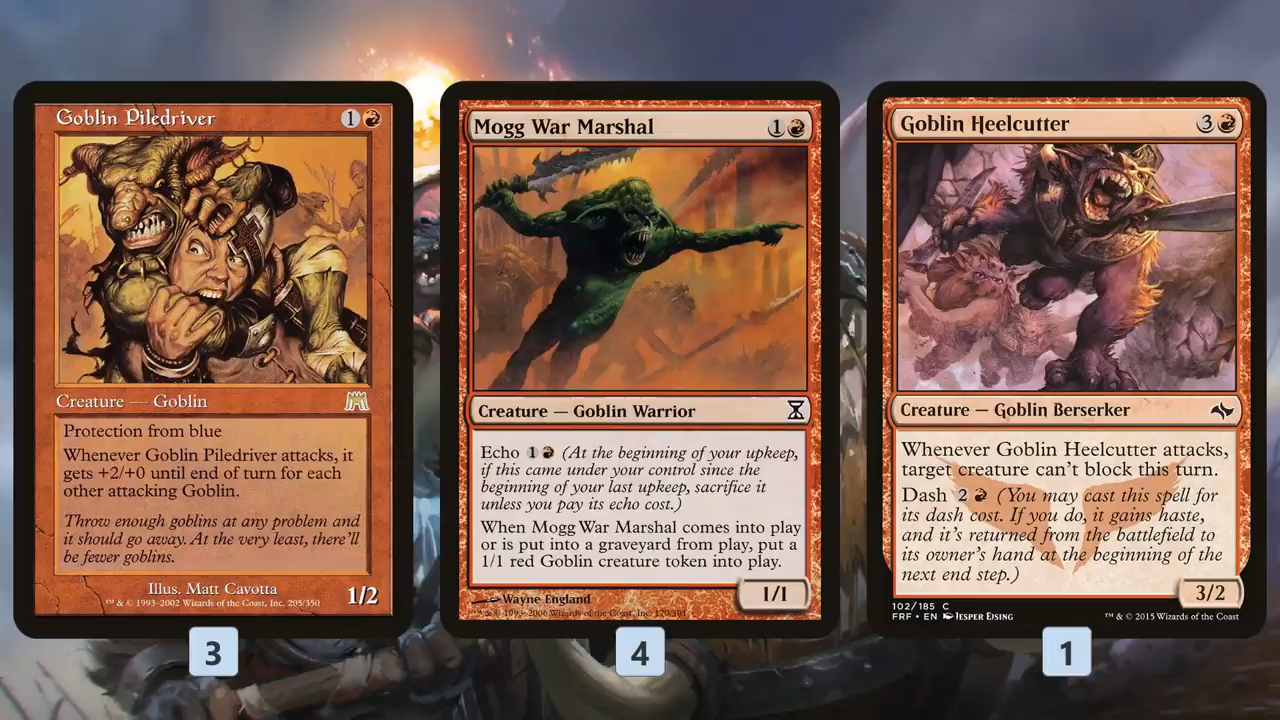 Goblin Piledriver
1
Creature — Goblin
Protection from blue
Whenever Goblin Piledriver attacks, it
gets +2/+0 until end of turn for each
other attacking Goblin.
Throw enough goblins at any problem and
it should go away. At the very least, there'll
be fewer goblins.
Illus. Matt Cavotta
™ & © 1993–2002 Wizards of the Coast, Inc. 205/350
1/2
3
Mogg War Marshal
1
Creature — Goblin Warrior
Echo 1 (At the beginning of your upkeep,
if this came under your control since the
beginning of your last upkeep, sacrifice it
unless you pay its echo cost.)
When Mogg War Marshal comes into play
or is put into a graveyard from play, put a
1/1 red Goblin creature token into play.
1/1
Wayne England
™ & © 1993–2006 Wizards of the Coast, Inc. 170/301
4
Goblin Heelcutter
3
Creature — Goblin Berserker
Whenever Goblin Heelcutter attacks,
target creature can't block this turn.
Dash 2 (You may cast this spell for
its dash cost. If you do, it gains haste,
and it's returned from the battlefield to
its owner's hand at the beginning of the
next end step.)
3/2
102/185 C
FRF • EN Jesper Ejsing
™ & © 2015 Wizards of the Coast
1